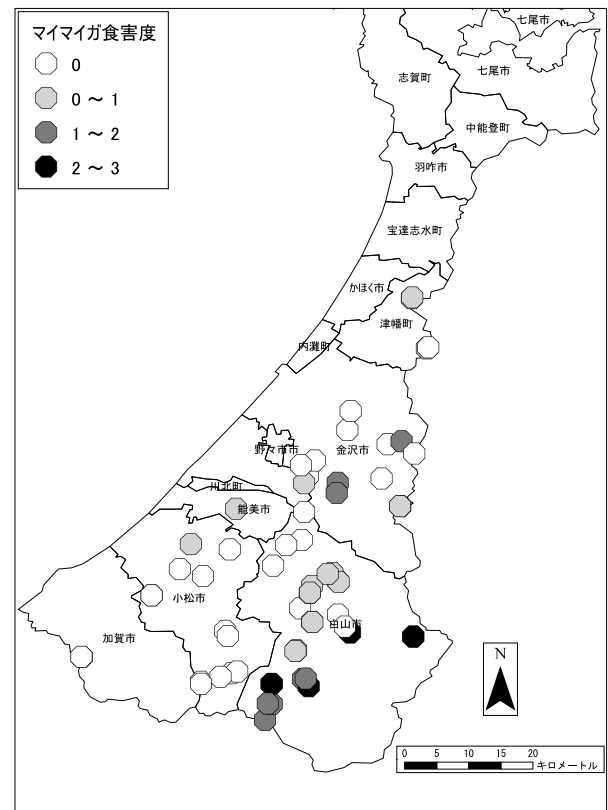 マイマイガ食害度
0
0 ～ 1
1 ～ 2
2 ～ 3
七尾市
七尾市
志賀町
中能登町
羽咋市
宝達志水町
かほく市
津幡町
内灘町
野々市市
金沢市
川北町
能美市
小松市
白山市
加賀市
N
0 5 10 15 20
キロメートル